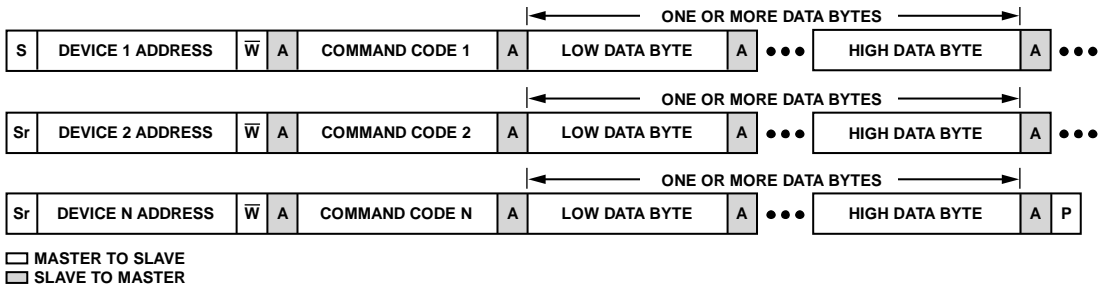 ONE OR MORE DATA BYTES
S DEVICE 1 ADDRESS W̅ A COMMAND CODE 1 A LOW DATA BYTE A ••• HIGH DATA BYTE A •••
ONE OR MORE DATA BYTES
Sr DEVICE 2 ADDRESS W̅ A COMMAND CODE 2 A LOW DATA BYTE A ••• HIGH DATA BYTE A •••
ONE OR MORE DATA BYTES
Sr DEVICE N ADDRESS W̅ A COMMAND CODE N A LOW DATA BYTE A ••• HIGH DATA BYTE A P
MASTER TO SLAVE
SLAVE TO MASTER